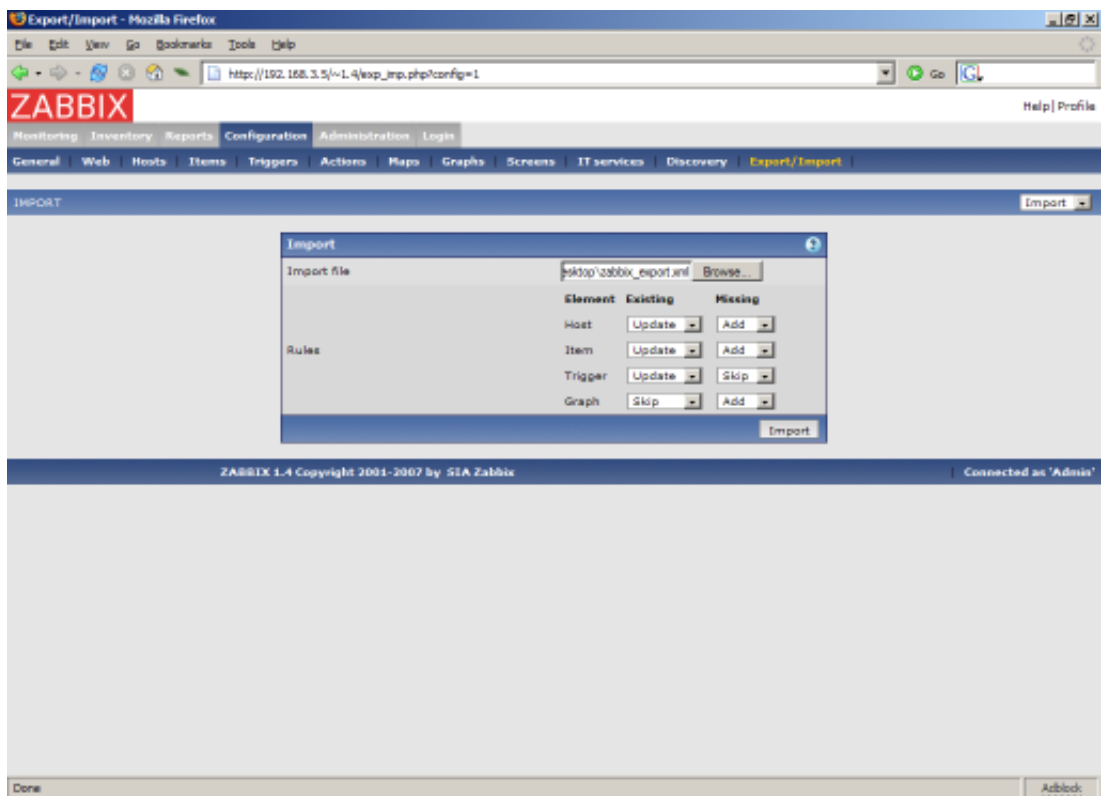 Export/Import - Mozilla Firefox
File Edit View Go Bookmarks Tools Help
http://192.168.3.5/~1.4/exp_imp.php?config=1 Go
ZABBIX Help | Profile
Monitoring Inventory Reports Configuration Administration Login
General | Web | Hosts | Items | Triggers | Actions | Maps | Graphs | Screens | IT services | Discovery | Export/Import |
IMPORT Import
Import
Import file esktop\zabbix_export.xml Browse...
Element Existing Missing
Host Update Add
Rules Item Update Add
Trigger Update Skip
Graph Skip Add
Import
ZABBIX 1.4 Copyright 2001-2007 by SIA Zabbix | Connected as 'Admin'
Done Adblock